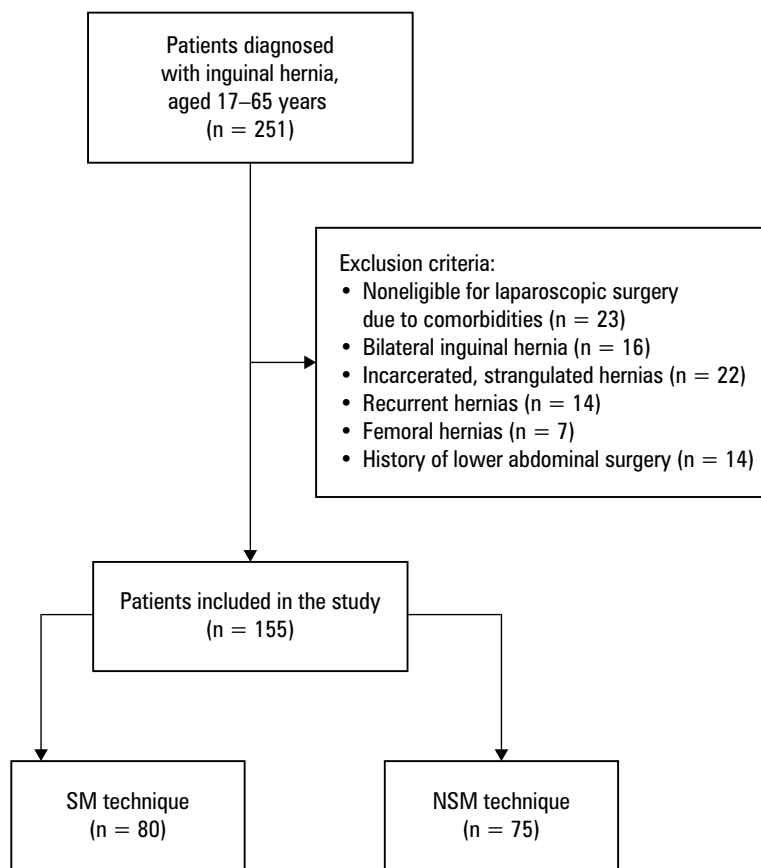 Patients diagnosed
with inguinal hernia,
aged 17–65 years
(n = 251)
Exclusion criteria:
• Noneligible for laparoscopic surgery
due to comorbidities (n = 23)
• Bilateral inguinal hernia (n = 16)
• Incarcerated, strangulated hernias (n = 22)
• Recurrent hernias (n = 14)
• Femoral hernias (n = 7)
• History of lower abdominal surgery (n = 14)
Patients included in the study
(n = 155)
SM technique
(n = 80)
NSM technique
(n = 75)